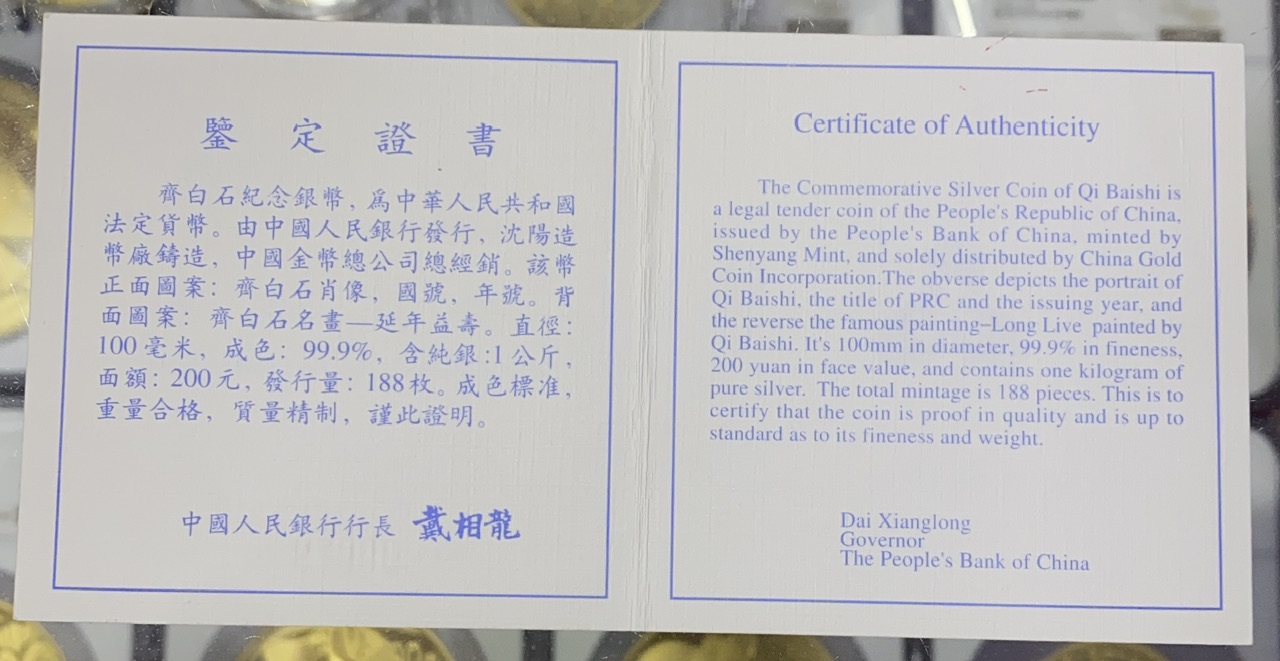 鑒定證書
齊白石紀念銀幣，爲中華人民共和國
法定貨幣。由中國人民銀行發行，沈陽造
幣廠鑄造，中國金幣總公司總經銷。該幣
正面圖案：齊白石肖像，國號，年號。背
面圖案：齊白石名畫—延年益壽。直徑：
100毫米，成色：99.9%，含純銀：1公斤，
面額：200元，發行量：188枚。成色標准，
重量合格，質量精制，謹此證明。
中國人民銀行行長 戴相龍
Certificate of Authenticity
The Commemorative Silver Coin of Qi Baishi is
a legal tender coin of the People's Republic of China,
issued by the People's Bank of China, minted by
Shenyang Mint, and solely distributed by China Gold
Coin Incorporation.The obverse depicts the portrait of
Qi Baishi, the title of PRC and the issuing year, and
the reverse the famous painting–Long Live painted by
Qi Baishi. It's 100mm in diameter, 99.9% in fineness,
200 yuan in face value, and contains one kilogram of
pure silver. The total mintage is 188 pieces. This is to
certify that the coin is proof in quality and is up to
standard as to its fineness and weight.
Dai Xianglong
Governor
The People's Bank of China